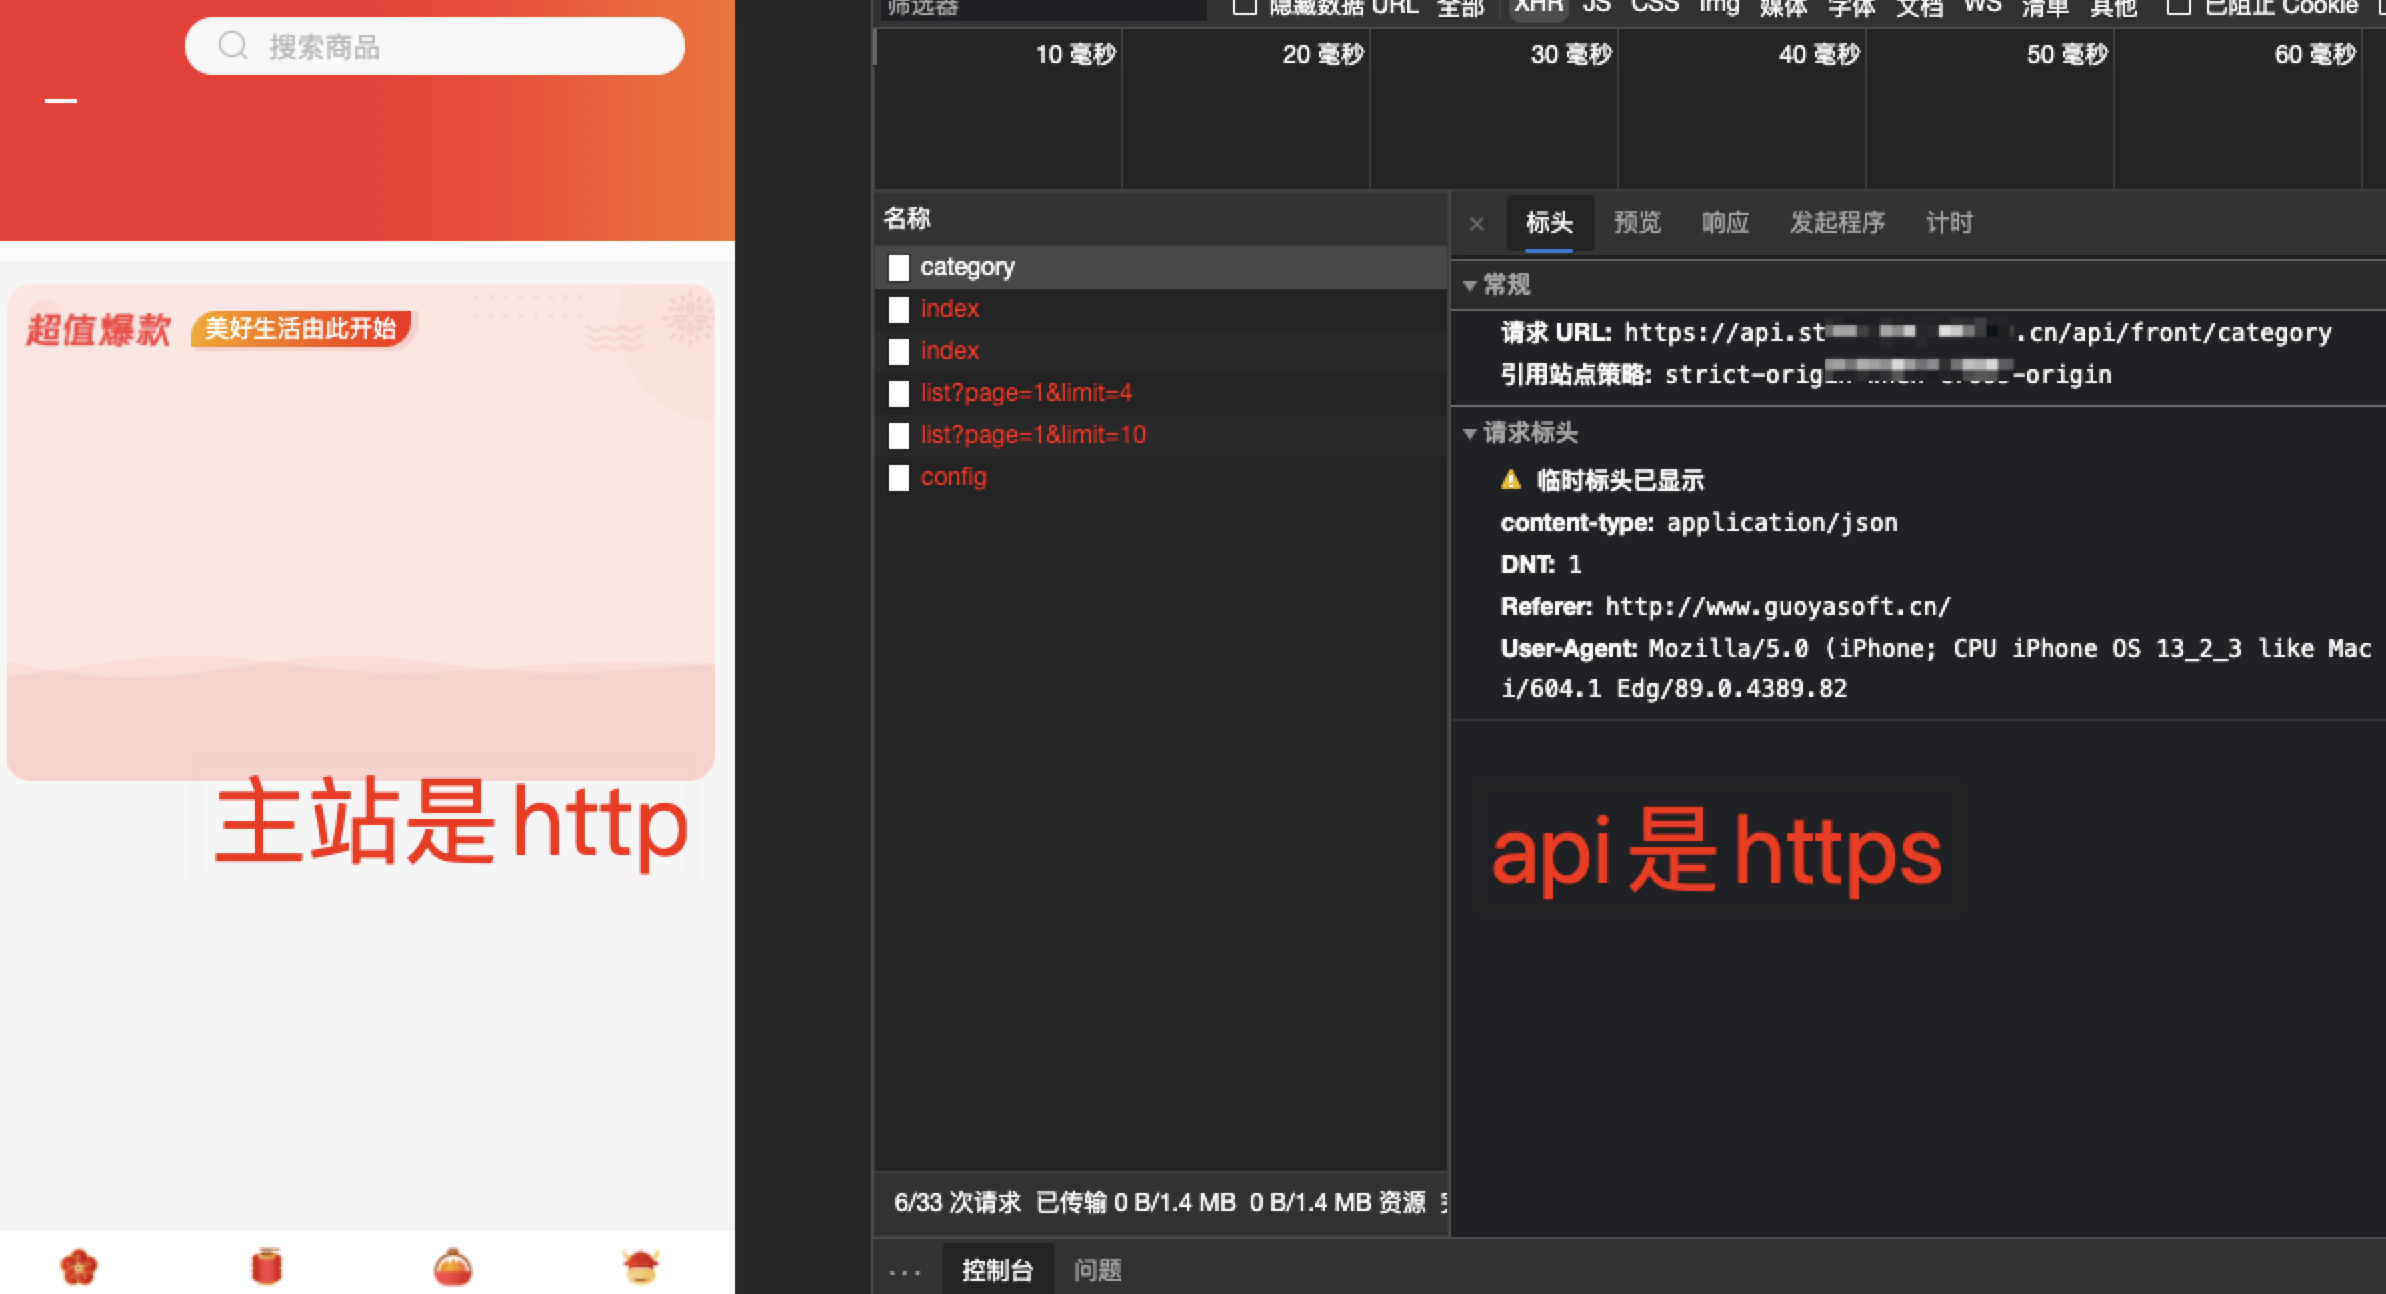 搜索商品
超值爆款 美好生活由此开始
主站是http
筛选器 隐藏数据 URL 全部 XHR JS CSS Img 媒体 字体 文档 WS 清单 其他 已阻止 Cookie
10 毫秒 20 毫秒 30 毫秒 40 毫秒 50 毫秒 60 毫秒
名称
category
index
index
list?page=1&limit=4
list?page=1&limit=10
config
6/33 次请求 已传输 0 B/1.4 MB 0 B/1.4 MB 资源
× 标头 预览 响应 发起程序 计时
常规
请求 URL: https://api.st .cn/api/front/category
引用站点策略: strict-orig -origin
请求标头
临时标头已显示
content-type: application/json
DNT: 1
Referer: http://www.guoyasoft.cn/
User-Agent: Mozilla/5.0 (iPhone; CPU iPhone OS 13_2_3 like Mac
i/604.1 Edg/89.0.4389.82
api是https
... 控制台 问题